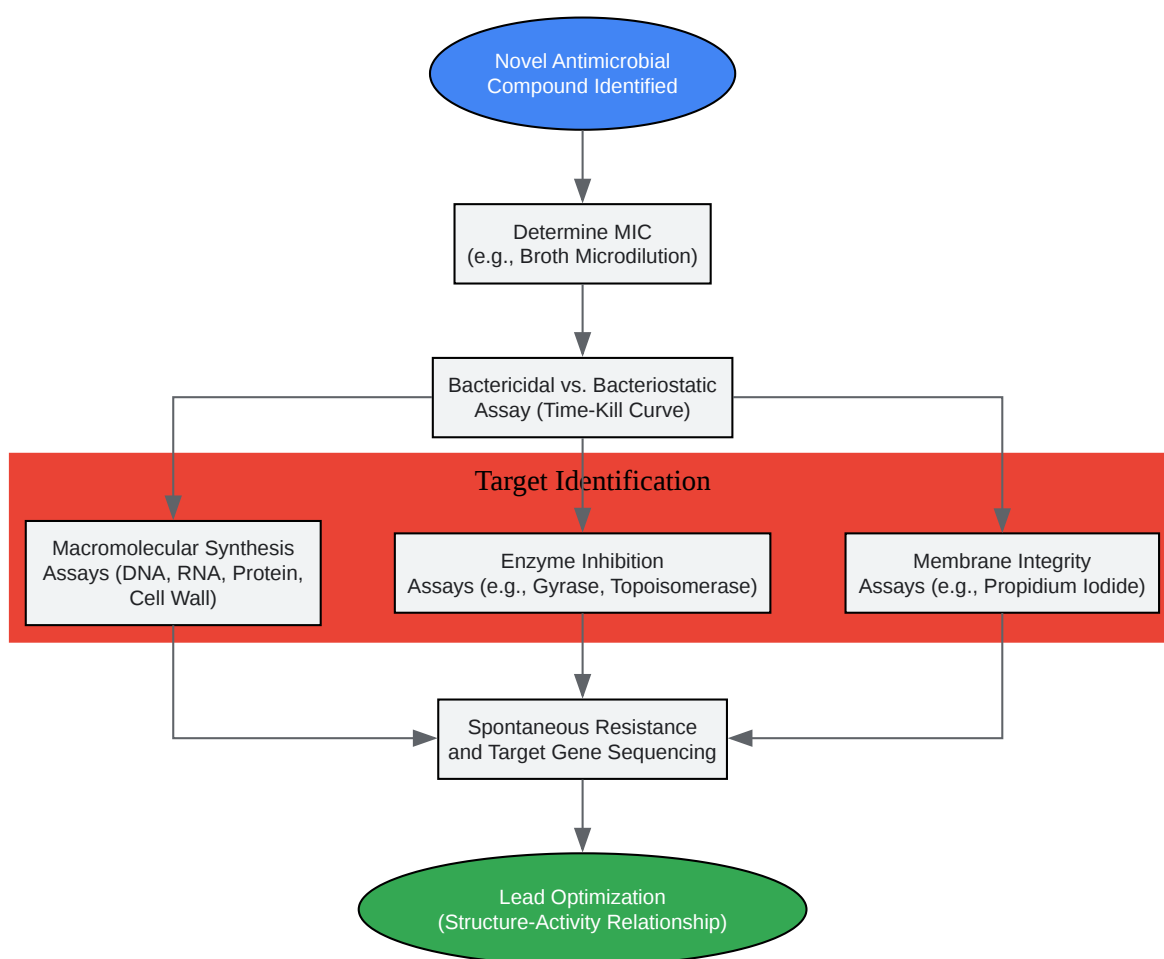 Novel Antimicrobial
Compound Identified
Determine MIC
(e.g., Broth Microdilution)
Bactericidal vs. Bacteriostatic
Assay (Time-Kill Curve)
Target Identification
Macromolecular Synthesis
Assays (DNA, RNA, Protein,
Cell Wall)
Enzyme Inhibition
Assays (e.g., Gyrase, Topoisomerase)
Membrane Integrity
Assays (e.g., Propidium Iodide)
Spontaneous Resistance
and Target Gene Sequencing
Lead Optimization
(Structure-Activity Relationship)